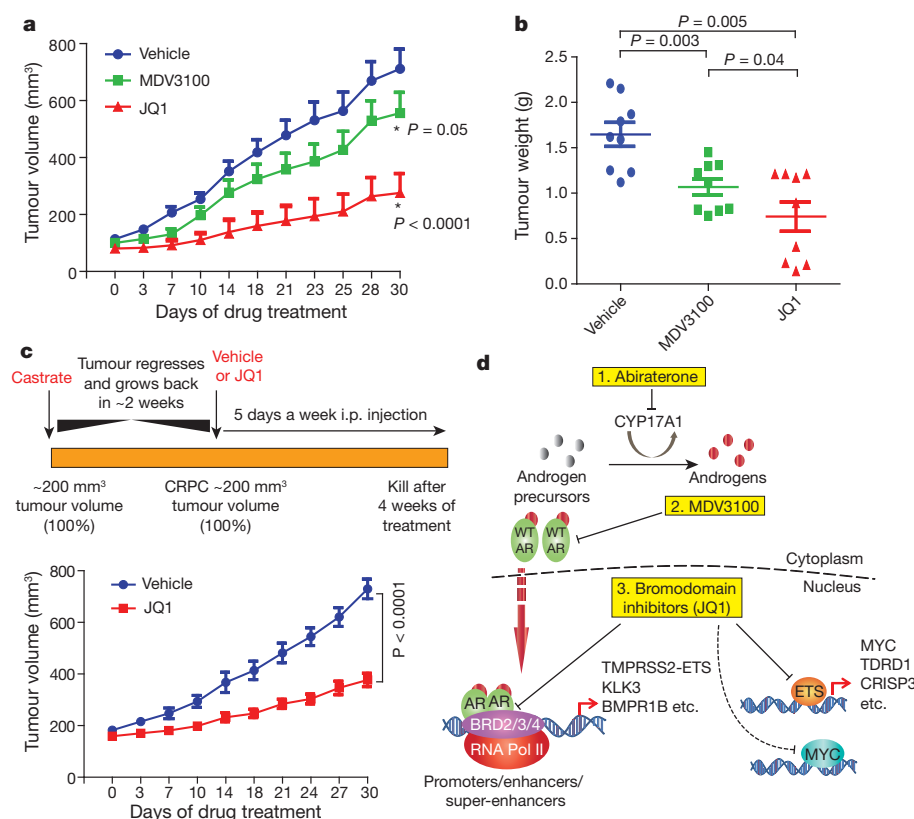 a
Tumour volume (mm³)
800
600
400
200
0
Vehicle
MDV3100
JQ1
* P = 0.05
*
P < 0.0001
0 3 7 10 14 18 21 23 25 28 30
Days of drug treatment
b
P = 0.005
P = 0.003
P = 0.04
Tumour weight (g)
2.5
2.0
1.5
1.0
0.5
0.0
Vehicle
MDV3100
JQ1
c
Castrate
Tumour regresses
and grows back
in ~2 weeks
Vehicle
or JQ1
5 days a week i.p. injection
~200 mm³
tumour volume
(100%)
CRPC ~200 mm³
tumour volume
(100%)
Kill after
4 weeks of
treatment
Tumour volume (mm³)
800
600
400
200
0
Vehicle
JQ1
P < 0.0001
0 3 7 10 14 18 21 24 27 30
Days of drug treatment
d
1. Abiraterone
CYP17A1
Androgen
precursors
Androgens
2. MDV3100
WT
AR
WT
AR
Cytoplasm
Nucleus
3. Bromodomain
inhibitors (JQ1)
TMPRSS2-ETS
KLK3
BMPR1B etc.
AR AR
BRD2/3/4
RNA Pol II
Promoters/enhancers/
super-enhancers
MYC
TDRD1
CRISP3
etc.
ETS
MYC